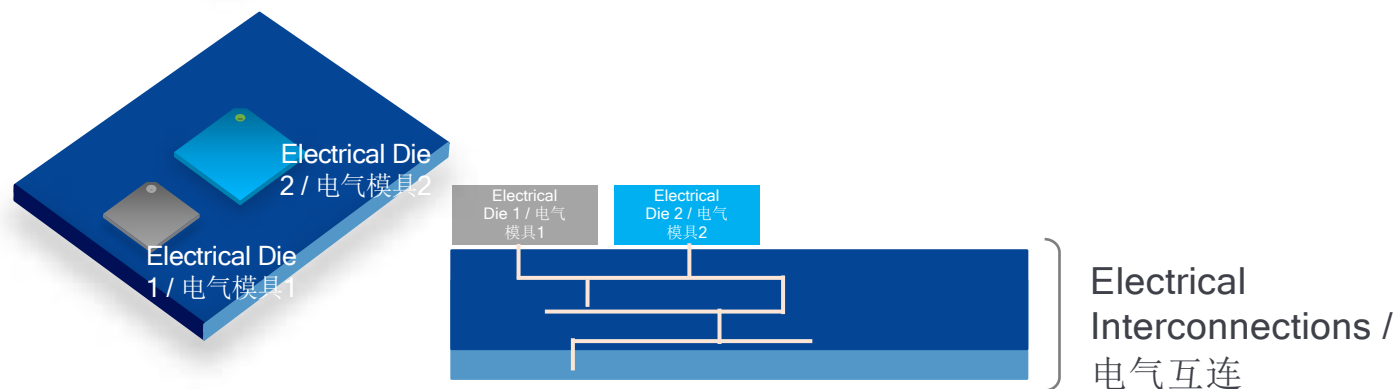 Electrical Die
2 / 电气模具2
Electrical Die
1 / 电气模具1
Electrical
Die 1 / 电气
模具1
Electrical
Die 2 / 电气
模具2
Electrical
Interconnections /
电气互连